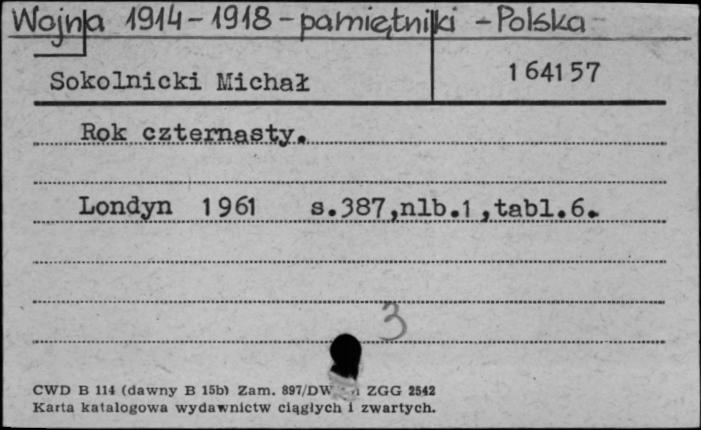 Wojna 1914-1918-pamiętniki-Polska
Sokolnicki Michał
164157
Rok czternasty.
Londyn 1961 s.387,nlb.1,tabl.6.
3
CWD B 114 (dawny B 15b) Zam. 897/DW ZGG 2542
Karta katalogowa wydawnictw ciągłych i zwartych.